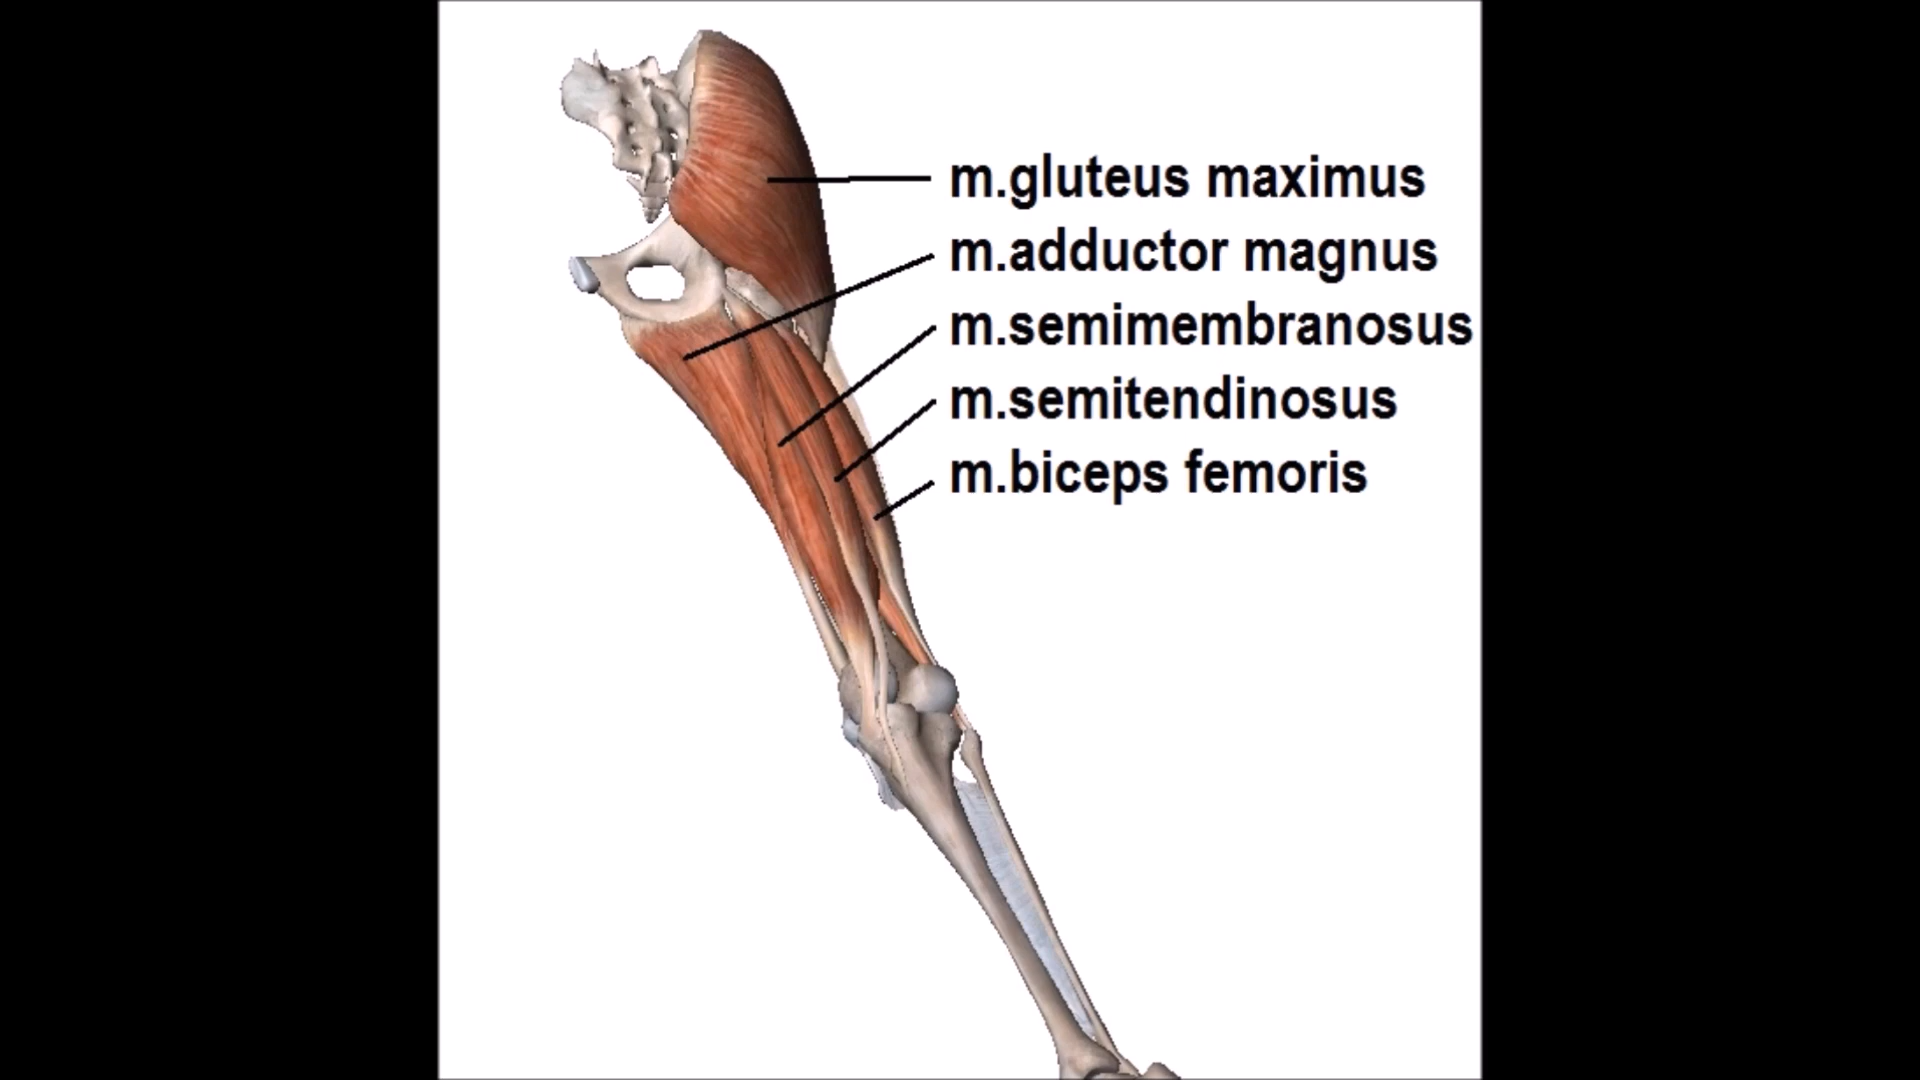 m.gluteus maximus
m.adductor magnus
m.semimembranosus
m.semitendinosus
m.biceps femoris